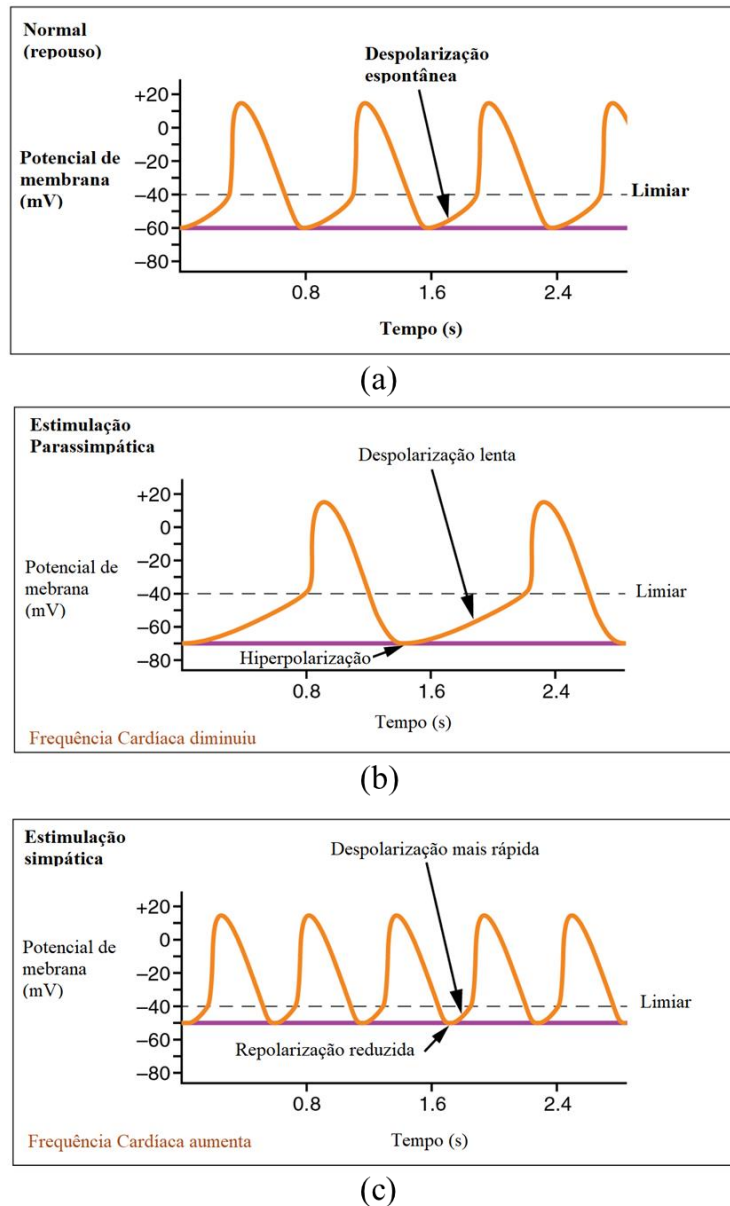 Normal
(repouso)
Despolarização
espontânea
+20
0
−20
−40
−60
−80
Potencial de
membrana
(mV)
Limiar
0.8
1.6
2.4
Tempo (s)
(a)
Estimulação
Parassimpática
Despolarização lenta
+20
0
−20
−40
−60
−80
Potencial de
mebrana
(mV)
Limiar
Hiperpolarização
0.8
1.6
2.4
Tempo (s)
Frequência Cardíaca diminuiu
(b)
Estimulação
simpática
Despolarização mais rápida
+20
0
−20
−40
−60
−80
Potencial de
mebrana
(mV)
Limiar
Repolarização reduzida
0.8
1.6
2.4
Tempo (s)
Frequência Cardíaca aumenta
(c)